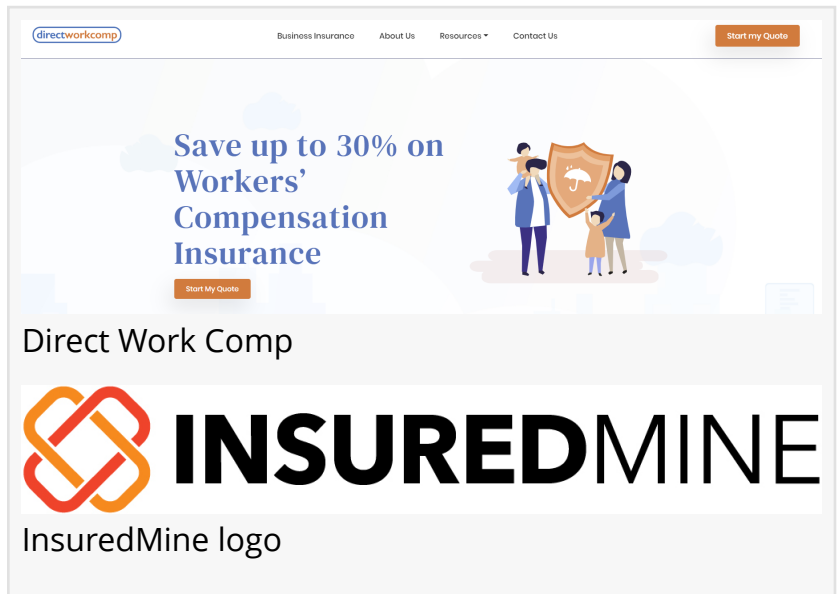 directworkcomp
Business Insurance About Us Resources Contact Us
Start my Quote
Save up to 30% on
Workers’
Compensation
Insurance
Start My Quote
Direct Work Comp
INSUREDMINE
InsuredMine logo